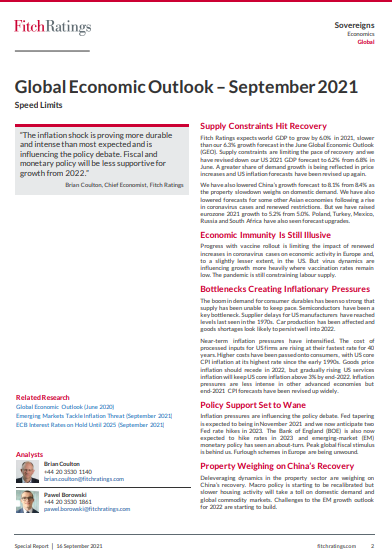 FitchRatings
Sovereigns
Economics
Global
Global Economic Outlook – September 2021
Speed Limits
"The inflation shock is proving more durable
and intense than most expected and is
influencing the policy debate. Fiscal and
monetary policy will be less supportive for
growth from 2022."
Brian Coulton, Chief Economist, Fitch Ratings
Related Research
Global Economic Outlook (June 2020)
Emerging Markets Tackle Inflation Threat (September 2021)
ECB Interest Rates on Hold Until 2025 (September 2021)
Analysts
Brian Coulton
+44 20 3530 1140
brian.coulton@fitchratings.com
Pawel Borowski
+44 20 3530 1861
pawel.borowski@fitchratings.com
Supply Constraints Hit Recovery
Fitch Ratings expects world GDP to grow by 6.0% in 2021, slower
than our 6.3% growth forecast in the June Global Economic Outlook
(GEO). Supply constraints are limiting the pace of recovery and we
have revised down our US 2021 GDP forecast to 6.2% from 6.8% in
June. A greater share of demand growth is being reflected in price
increases and US inflation forecasts have been revised up again.
We have also lowered China's growth forecast to 8.1% from 8.4% as
the property slowdown weighs on domestic demand. We have also
lowered forecasts for some other Asian economies following a rise
in coronavirus cases and renewed restrictions. But we have raised
eurozone 2021 growth to 5.2% from 5.0%. Poland, Turkey, Mexico,
Russia and South Africa have also seen forecast upgrades.
Economic Immunity Is Still Illusive
Progress with vaccine rollout is limiting the impact of renewed
increases in coronavirus cases on economic activity in Europe and,
to a slightly lesser extent, in the US. But virus dynamics are
influencing growth more heavily where vaccination rates remain
low. The pandemic is still constraining labour supply.
Bottlenecks Creating Inflationary Pressures
The boom in demand for consumer durables has been so strong that
supply has been unable to keep pace. Semiconductors have been a
key bottleneck. Supplier delays for US manufacturers have reached
levels last seen in the 1970s. Car production has been affected and
goods shortages look likely to persist well into 2022.
Near-term inflation pressures have intensified. The cost of
processed inputs for US firms are rising at their fastest rate for 40
years. Higher costs have been passed onto consumers, with US core
CPI inflation at its highest rate since the early 1990s. Goods price
inflation should recede in 2022, but gradually rising US services
inflation will keep US core inflation above 3% by end-2022. Inflation
pressures are less intense in other advanced economies but
end-2021 CPI forecasts have been revised up widely.
Policy Support Set to Wane
Inflation pressures are influencing the policy debate. Fed tapering
is expected to begin in November 2021 and we now anticipate two
Fed rate hikes in 2023. The Bank of England (BOE) is also now
expected to hike rates in 2023 and emerging-market (EM)
monetary policy has seen an about-turn. Peak global fiscal stimulus
is behind us. Furlough schemes in Europe are being unwound.
Property Weighing on China's Recovery
Deleveraging dynamics in the property sector are weighing on
China's recovery. Macro policy is starting to be recalibrated but
slower housing activity will take a toll on domestic demand and
global commodity markets. Challenges to the EM growth outlook
for 2022 are starting to build.
Special Report | 16 September 2021
fitchratings.com
2